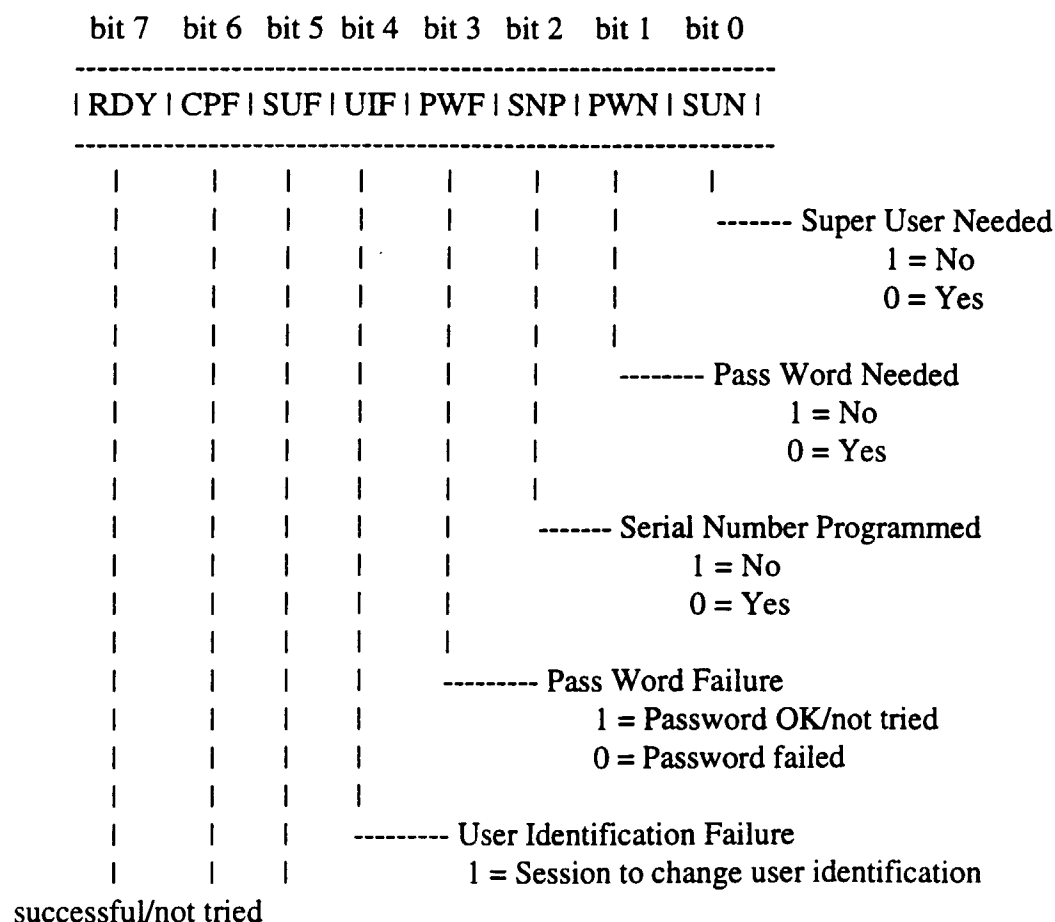 bit 7 bit 6 bit 5 bit 4 bit 3 bit 2 bit 1 bit 0
| RDY | CPF | SUF | UIF | PWF | SNP | PWN | SUN |
------- Super User Needed
1 = No
0 = Yes
-------- Pass Word Needed
1 = No
0 = Yes
------- Serial Number Programmed
1 = No
0 = Yes
--------- Pass Word Failure
1 = Password OK/not tried
0 = Password failed
--------- User Identification Failure
1 = Session to change user identification
successful/not tried